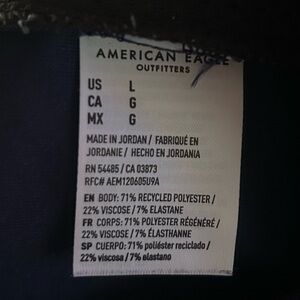 AMERICAN EAGLE
OUTFITTERS
US L
CA G
MX G
MADE IN JORDAN / FABRIQUÉ EN
JORDANIE / HECHO EN JORDANIA
RN 54485 / CA 03873
RFC# AEM120605U9A
EN BODY: 71% RECYCLED POLYESTER /
22% VISCOSE / 7% ELASTANE
FR CORPS: 71% POLYESTER RÉGÉNÉRÉ /
22% VISCOSE / 7% ÉLASTHANNE
SP CUERPO: 71% poliéster reciclado /
22% viscosa / 7% elastano